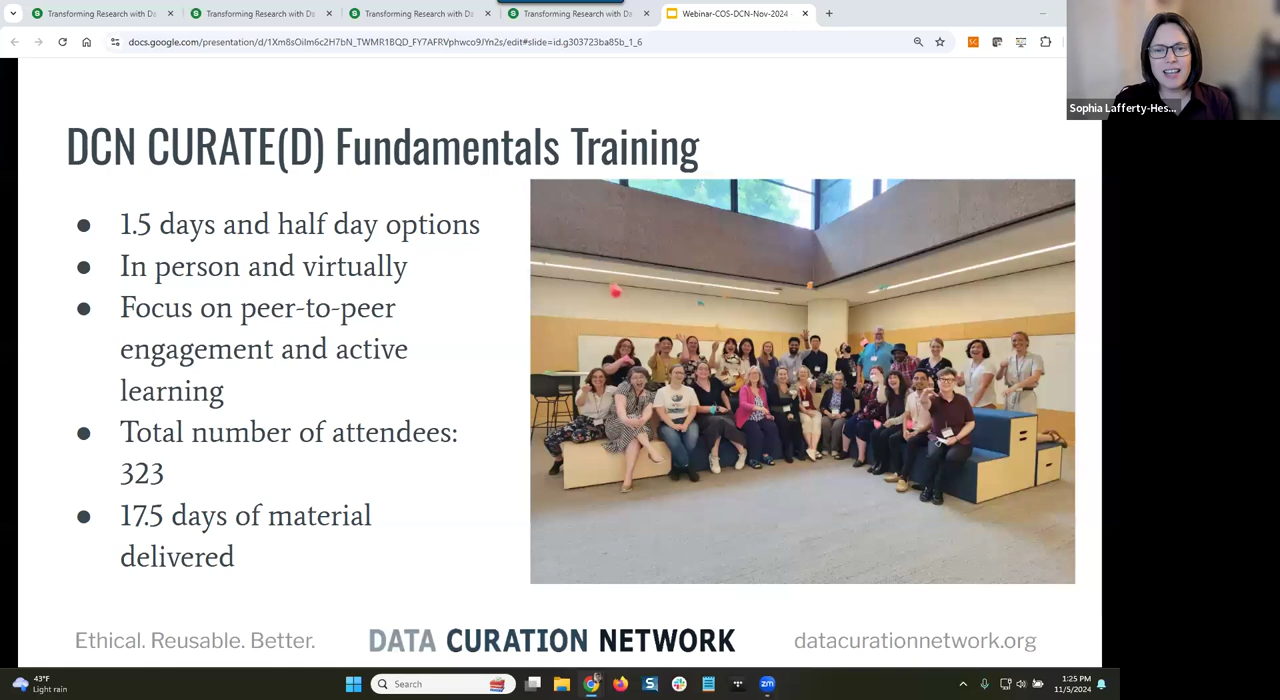 Transforming Research with Da
Transforming Research with Da
Transforming Research with Da
Transforming Research with Da
Webinar-COS-DCN-Nov-2024
docs.google.com/presentation/d/1Xm8sOilm6c2H7bN_TWMR1BQD_FY7AFRVphwco9JYn2s/edit#slide=id.g303723ba85b_1_6
Sophia Lafferty-Hes...
DCN CURATE(D) Fundamentals Training
● 1.5 days and half day options
● In person and virtually
● Focus on peer-to-peer
engagement and active
learning
● Total number of attendees:
323
● 17.5 days of material
delivered
Ethical. Reusable. Better.
DATA CURATION NETWORK
datacurationnetwork.org
43°F
Light rain
Search
zm
1:25 PM
11/5/2024